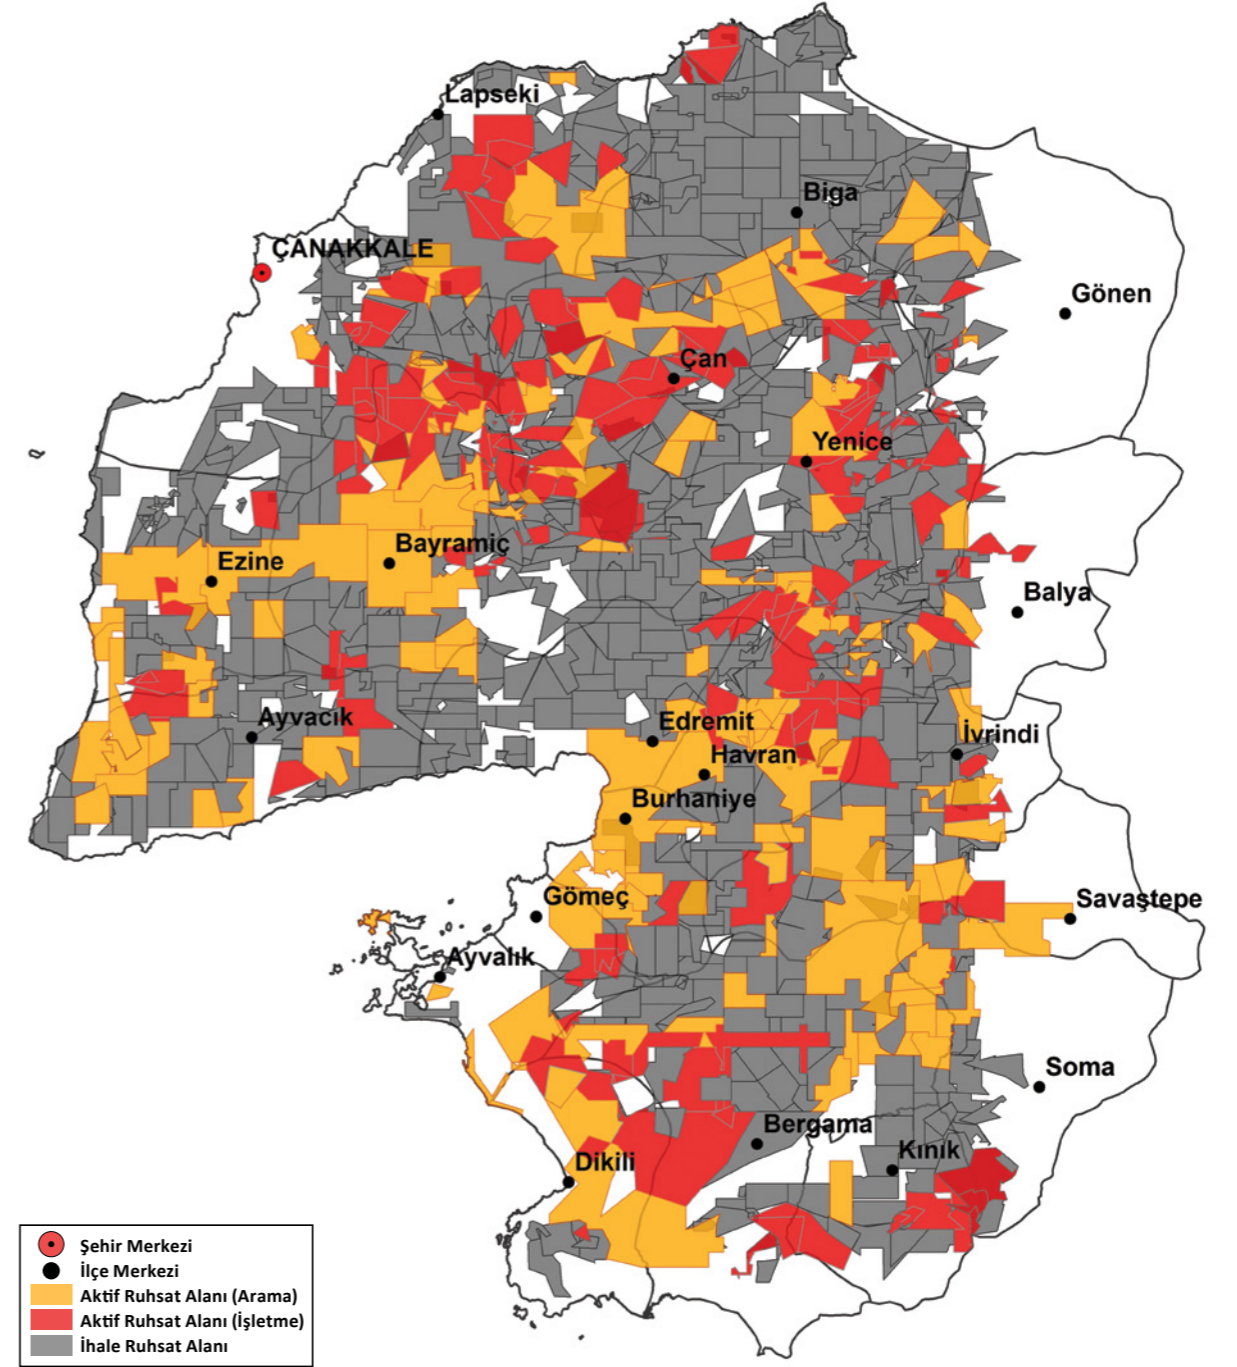 Lapseki
Biga
ÇANAKKALE
Gönen
Çan
Yenice
Bayramiç
Ezine
Balya
Ayvacık
Edremit
İvrindi
Havran
Burhaniye
Gömeç
Savaştepe
Ayvalık
Soma
Bergama
Kınık
Dikili
Şehir Merkezi
İlçe Merkezi
Aktif Ruhsat Alanı (Arama)
Aktif Ruhsat Alanı (İşletme)
İhale Ruhsat Alanı